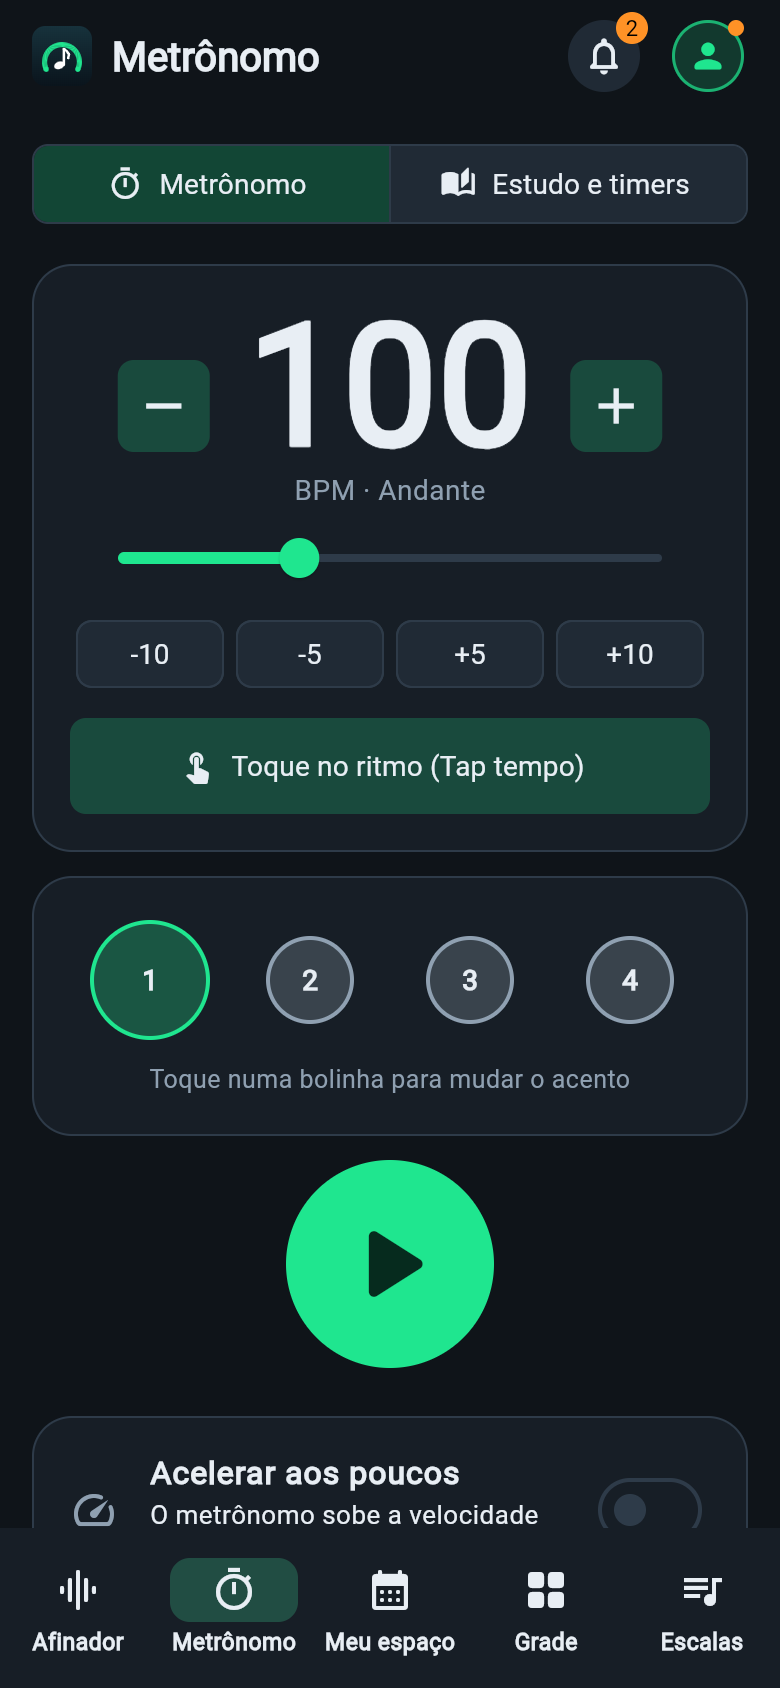 Metrônomo
2
Metrônomo
Estudo e timers
100
BPM · Andante
-10
-5
+5
+10
Toque no ritmo (Tap tempo)
1
2
3
4
Toque numa bolinha para mudar o acento
Acelerar aos poucos
O metrônomo sobe a velocidade
Afinador
Metrônomo
Meu espaço
Grade
Escalas